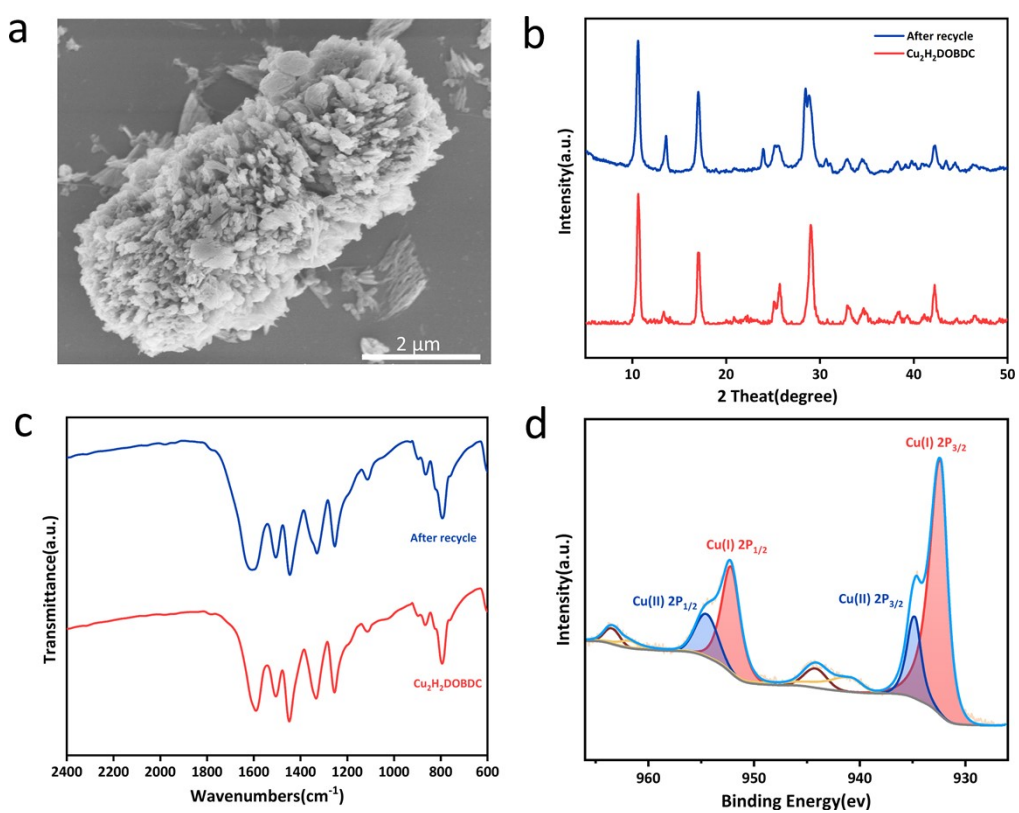 a
2 μm
b
After recycle
Cu₂H₂DOBDC
Intensity(a.u.)
10 20 30 40 50
2 Theat(degree)
c
After recycle
Cu₂H₂DOBDC
Transmittance(a.u.)
2400 2200 2000 1800 1600 1400 1200 1000 800 600
Wavenumbers(cm⁻¹)
d
Cu(I) 2P₃/₂
Cu(I) 2P₁/₂
Cu(II) 2P₁/₂
Cu(II) 2P₃/₂
Intensity(a.u.)
960 950 940 930
Binding Energy(ev)